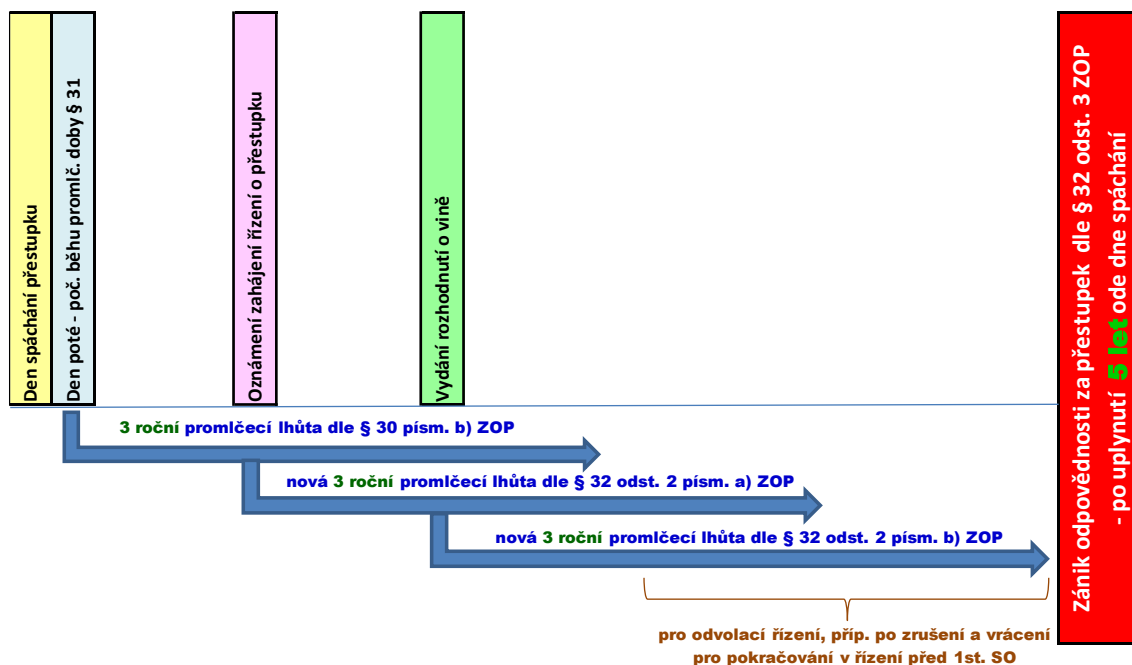 Den spáchání přestupku
Den poté - poč. běhu promlč. doby § 31
Oznámení zahájení řízení o přestupku
Vydání rozhodnutí o vině
Zánik odpovědnosti za přestupek dle § 32 odst. 3 ZOP
- po uplynutí 5 let ode dne spáchání
3 roční promlčecí lhůta dle § 30 písm. b) ZOP
nová 3 roční promlčecí lhůta dle § 32 odst. 2 písm. a) ZOP
nová 3 roční promlčecí lhůta dle § 32 odst. 2 písm. b) ZOP
pro odvolací řízení, příp. po zrušení a vrácení
pro pokračování v řízení před 1st. SO